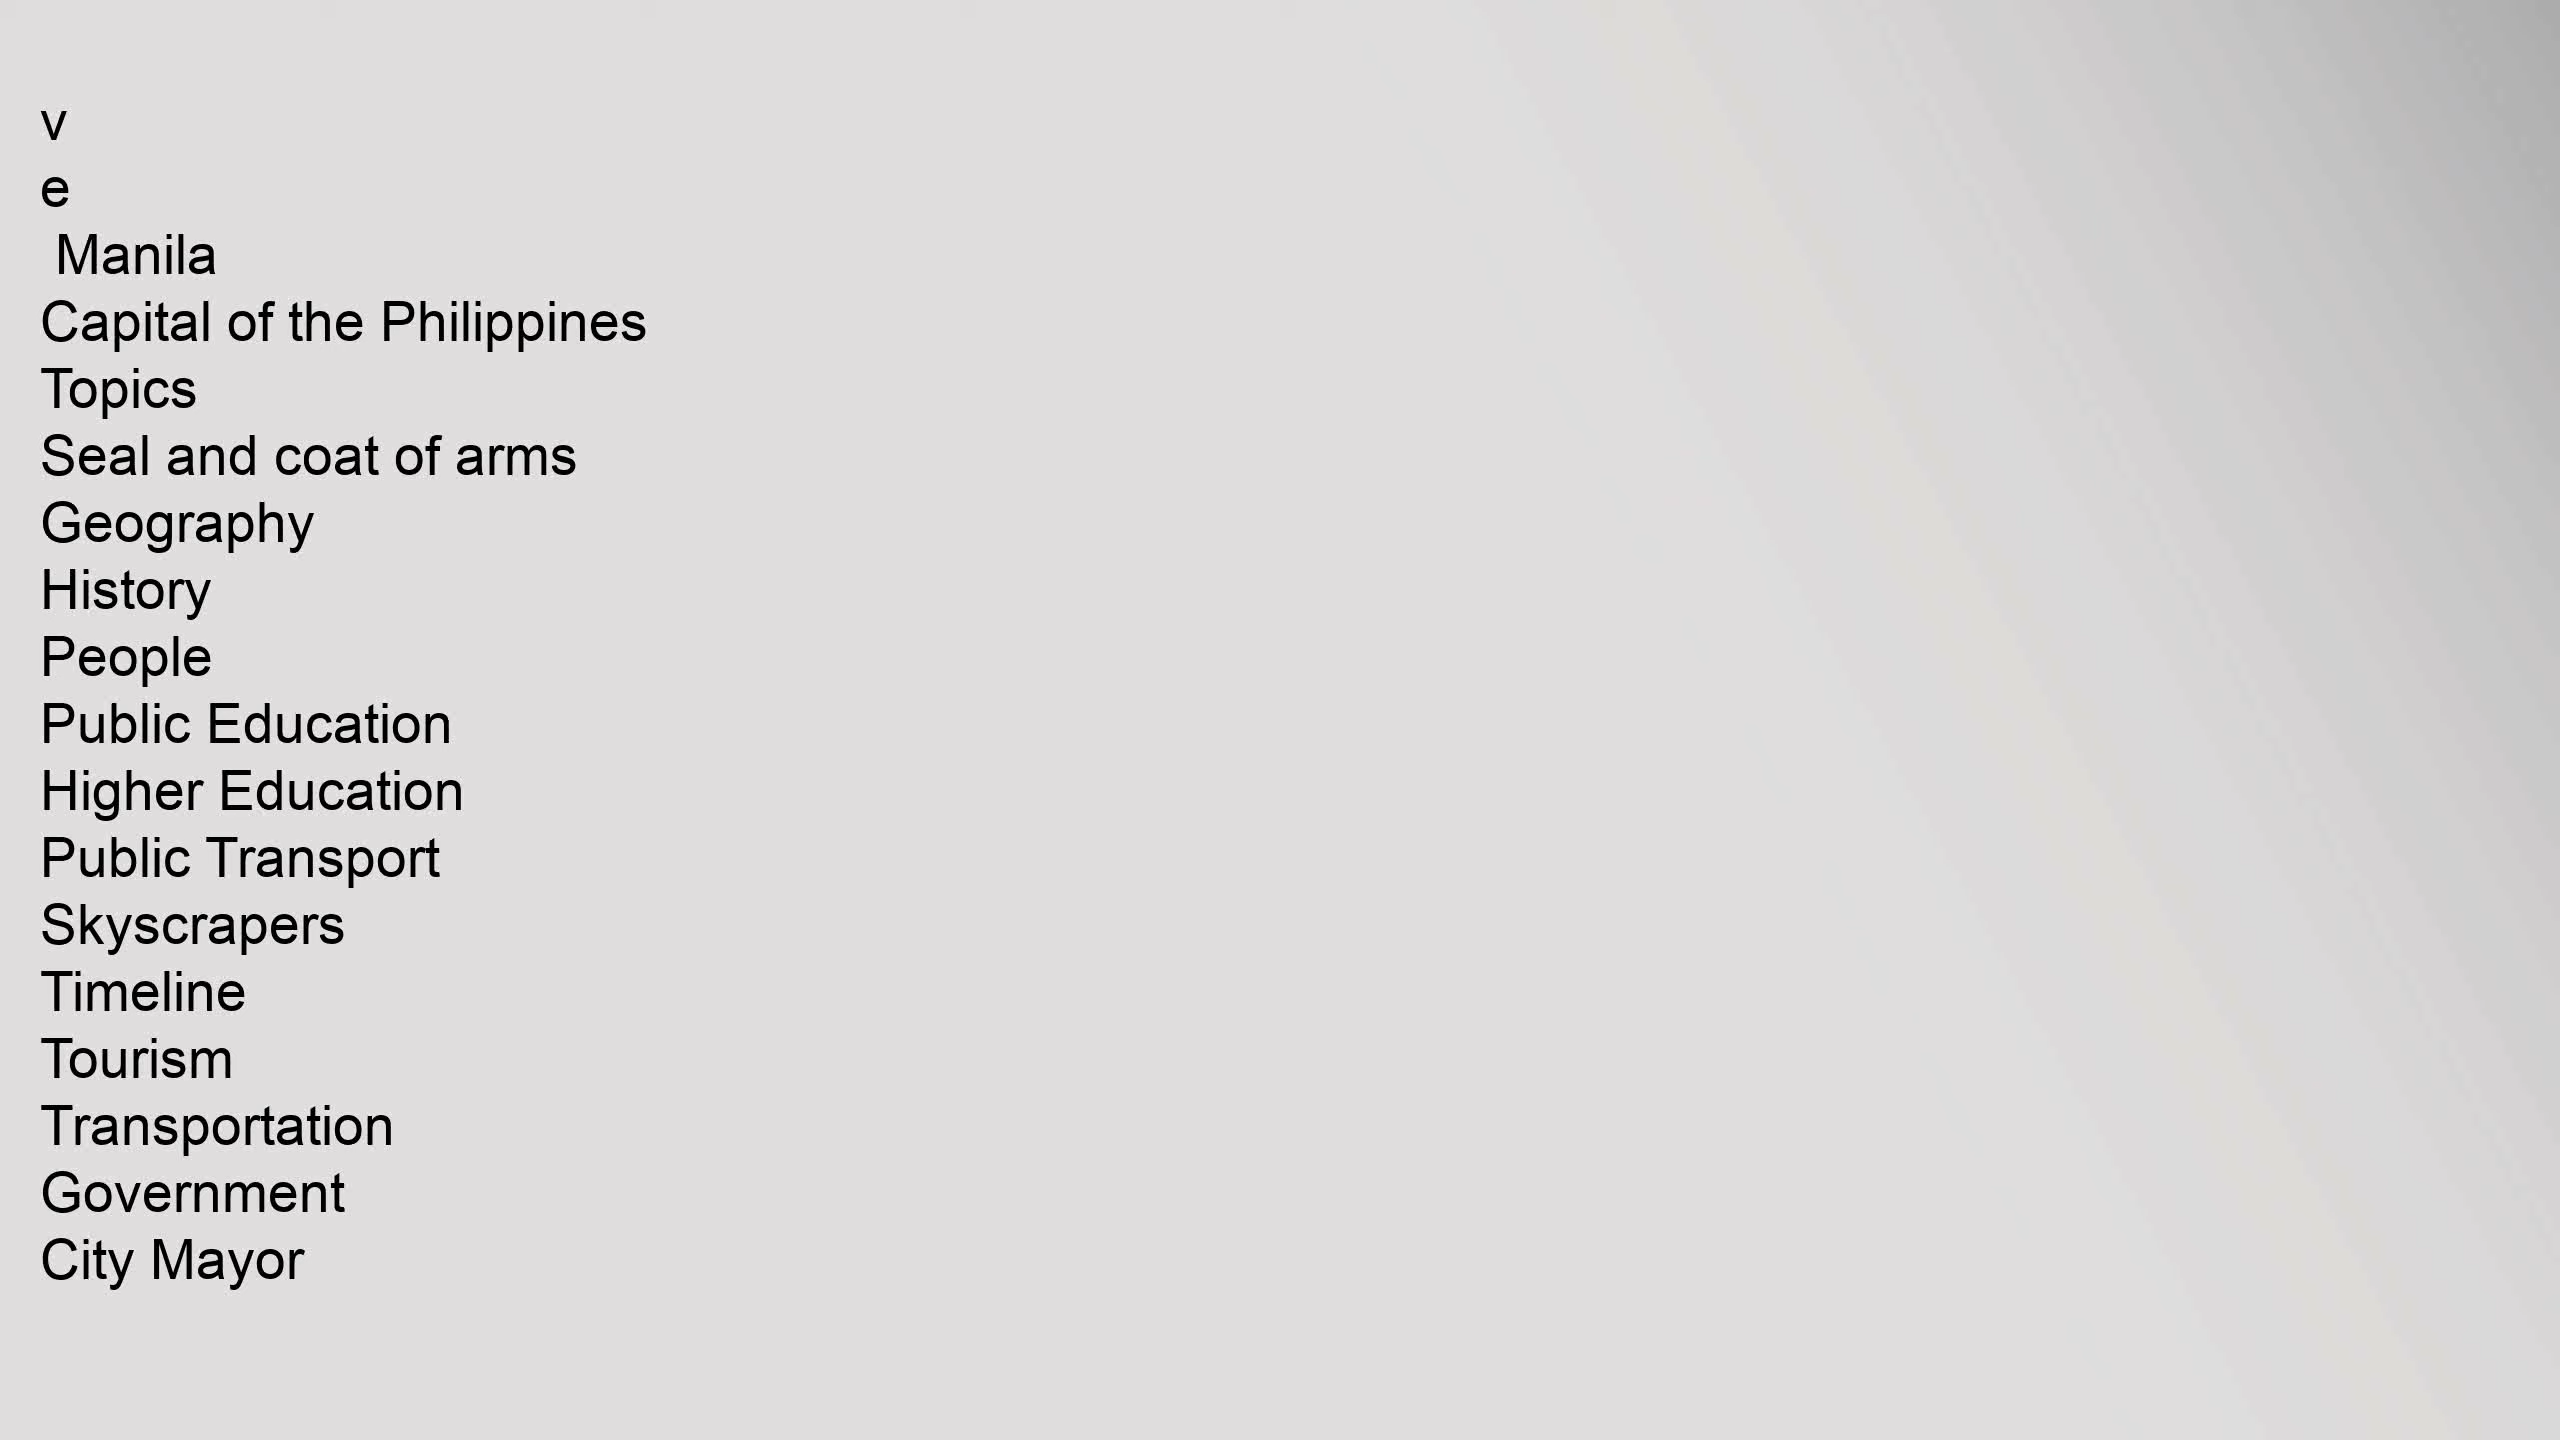 v
e
Manila
Capital of the Philippines
Topics
Seal and coat of arms
Geography
History
People
Public Education
Higher Education
Public Transport
Skyscrapers
Timeline
Tourism
Transportation
Government
City Mayor